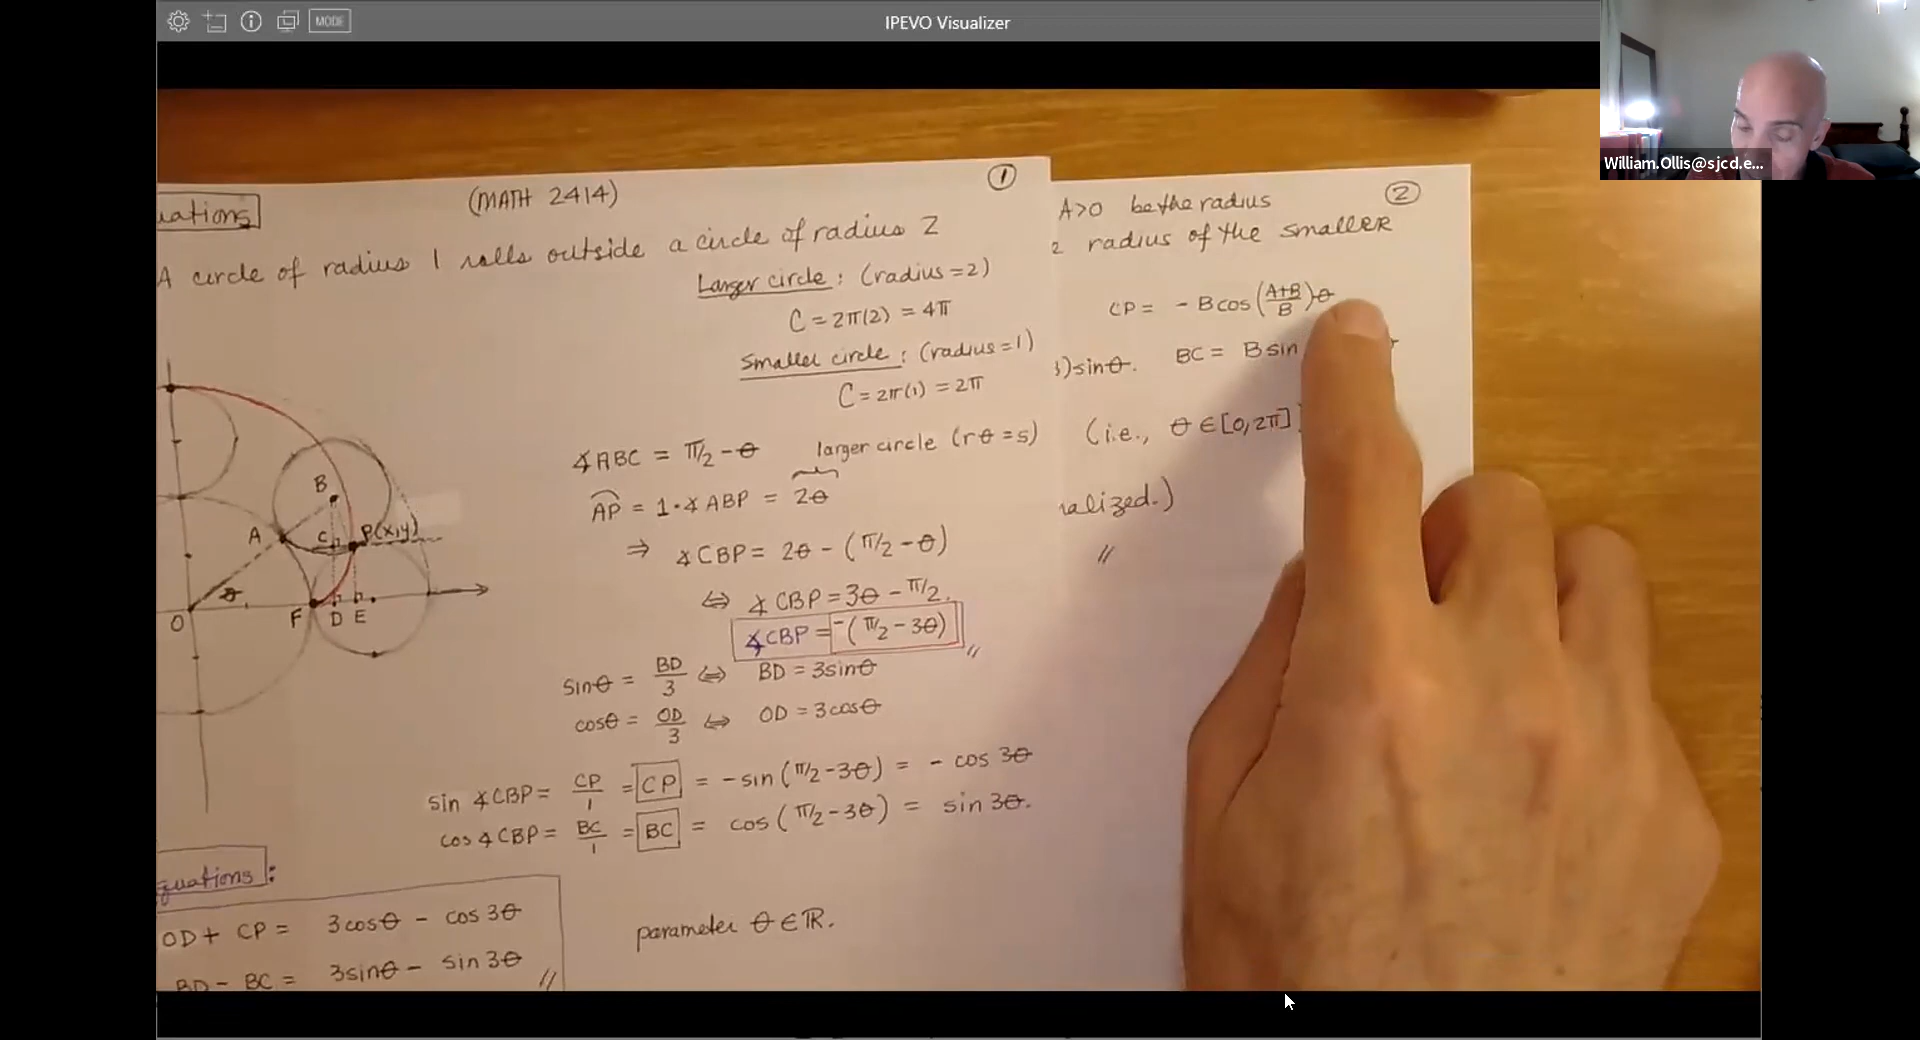 MODE
IPEVO Visualizer
William.Ollis@sjcd.e...
uations
(MATH 2414)
1
A circle of radius 1 rolls outside a circle of radius 2
Larger circle: (radius=2)
C = 2π(2) = 4π
Smaller circle: (radius=1)
C = 2π(1) = 2π
∡ABC = π/2 - θ
larger circle (rθ=s)
AP = 1·∡ABP = 2θ
⇒ ∡CBP = 2θ - (π/2 - θ)
⇔ ∡CBP = 3θ - π/2.
∡CBP = -(π/2 - 3θ)
//
sinθ = BD/3 ⇔ BD = 3sinθ
cosθ = OD/3 ⇔ OD = 3cosθ
sin ∡CBP = CP/1 = CP = -sin(π/2-3θ) = - cos 3θ
cos ∡CBP = BC/1 = BC = cos(π/2-3θ) = sin 3θ.
B
A
C
P(x,y)
θ
O
F
D
E
quations:
OD + CP = 3cosθ - cos 3θ
BD - BC = 3sinθ - sin 3θ
//
parameter θ∈ℝ.
2
A>0 be the radius
radius of the smaller
CP = - B cos(A+B/B)θ
)sinθ. BC = B sin
(i.e., θ∈[0,2π]
alized.)
//